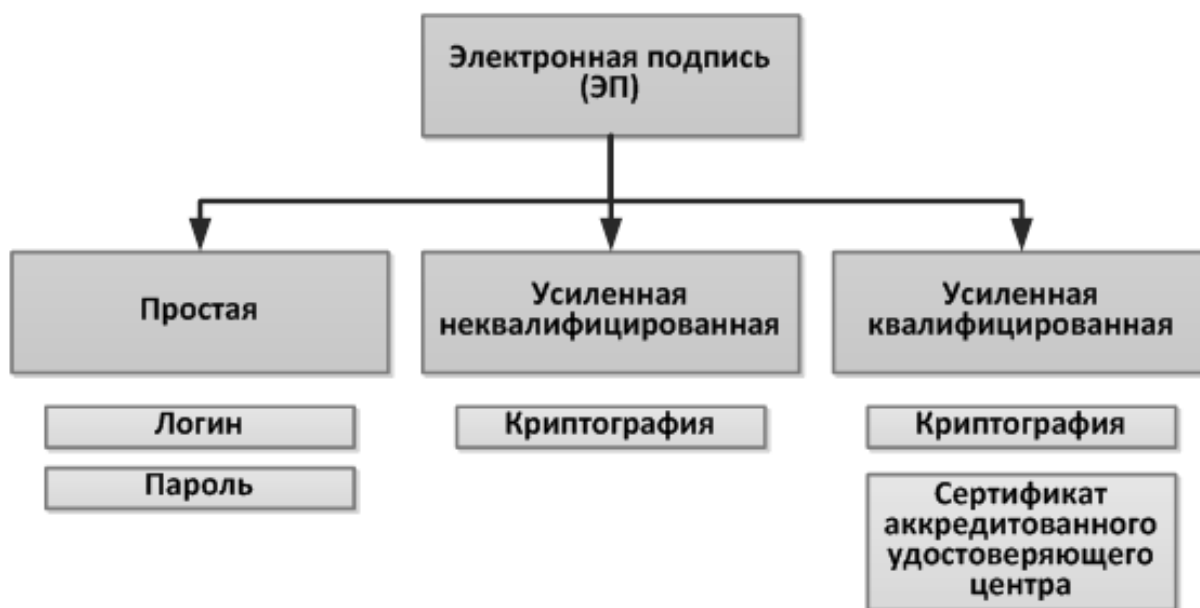 Электронная подпись
(ЭП)
Простая
Логин
Пароль
Усиленная
неквалифицированная
Криптография
Усиленная
квалифицированная
Криптография
Сертификат
аккредитованного
удостоверяющего
центра